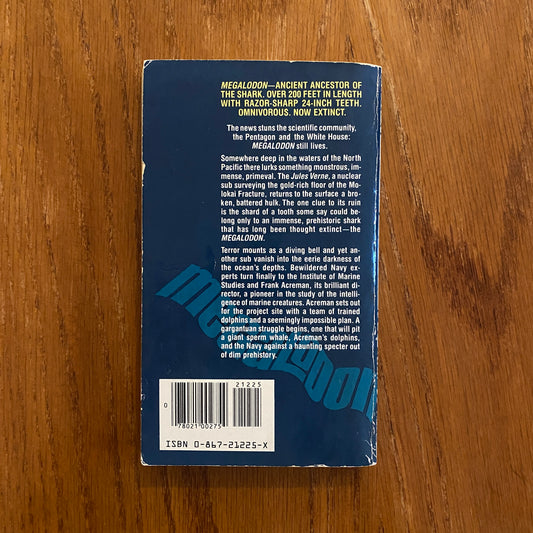 MEGALODON—ANCIENT ANCESTOR OF
THE SHARK. OVER 200 FEET IN LENGTH
WITH RAZOR-SHARP 24-INCH TEETH.
OMNIVOROUS. NOW EXTINCT.
The news stuns the scientific community,
the Pentagon and the White House:
MEGALODON still lives.
Somewhere deep in the waters of the North
Pacific there lurks something monstrous, im-
mense, primeval. The Jules Verne, a nuclear
sub surveying the gold-rich floor of the Mo-
lokai Fracture, returns to the surface a bro-
ken, battered hulk. The one clue to its ruin
is the shard of a tooth some say could be-
long only to an immense, prehistoric shark
that has long been thought extinct—the
MEGALODON.
Terror mounts as a diving bell and yet an-
other sub vanish into the eerie darkness of
the ocean's depths. Bewildered Navy ex-
perts turn finally to the Institute of Marine
Studies and Frank Acreman, its brilliant di-
rector, a pioneer in the study of the intelli-
gence of marine creatures. Acreman sets out
for the project site with a team of trained
dolphins and a seemingly impossible plan. A
gargantuan struggle begins, one that will pit
a giant sperm whale, Acreman's dolphins,
and the Navy against a haunting specter out
of dim prehistory.
MEGALODON
21225
0
78021 00275
ISBN 0-867-21225-X